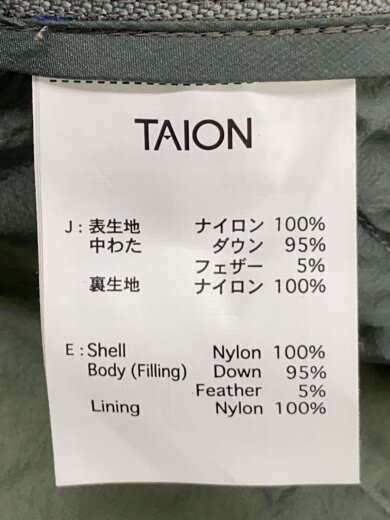 TAION
J : 表生地 ナイロン 100%
中わた ダウン 95%
フェザー 5%
裏生地 ナイロン 100%
E : Shell Nylon 100%
Body (Filling) Down 95%
Feather 5%
Lining Nylon 100%